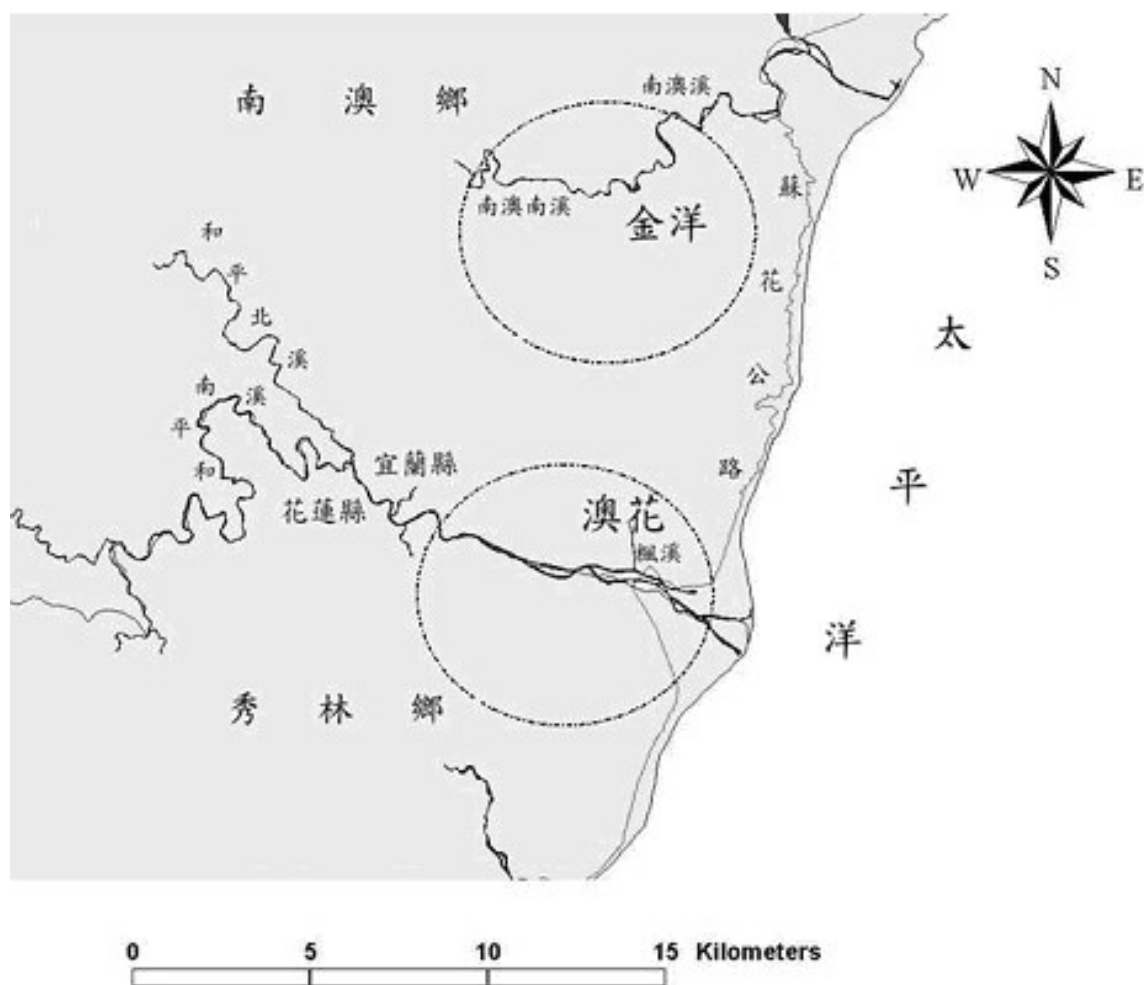 南澳鄉
南澳溪
南澳南溪
金洋
N
W
E
S
蘇花公路
太平洋
和平北溪
和平南溪
宜蘭縣
花蓮縣
澳花
楓溪
秀林鄉
0 5 10 15 Kilometers